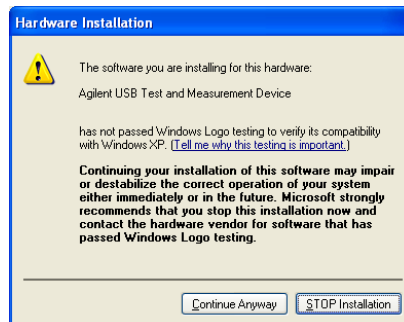 Hardware Installation
The software you are installing for this hardware:
Agilent USB Test and Measurement Device
has not passed Windows Logo testing to verify its compatibility
with Windows XP. (Tell me why this testing is important.)
Continuing your installation of this software may impair
or destabilize the correct operation of your system
either immediately or in the future. Microsoft strongly
recommends that you stop this installation now and
contact the hardware vendor for software that has
passed Windows Logo testing.
Continue Anyway STOP Installation